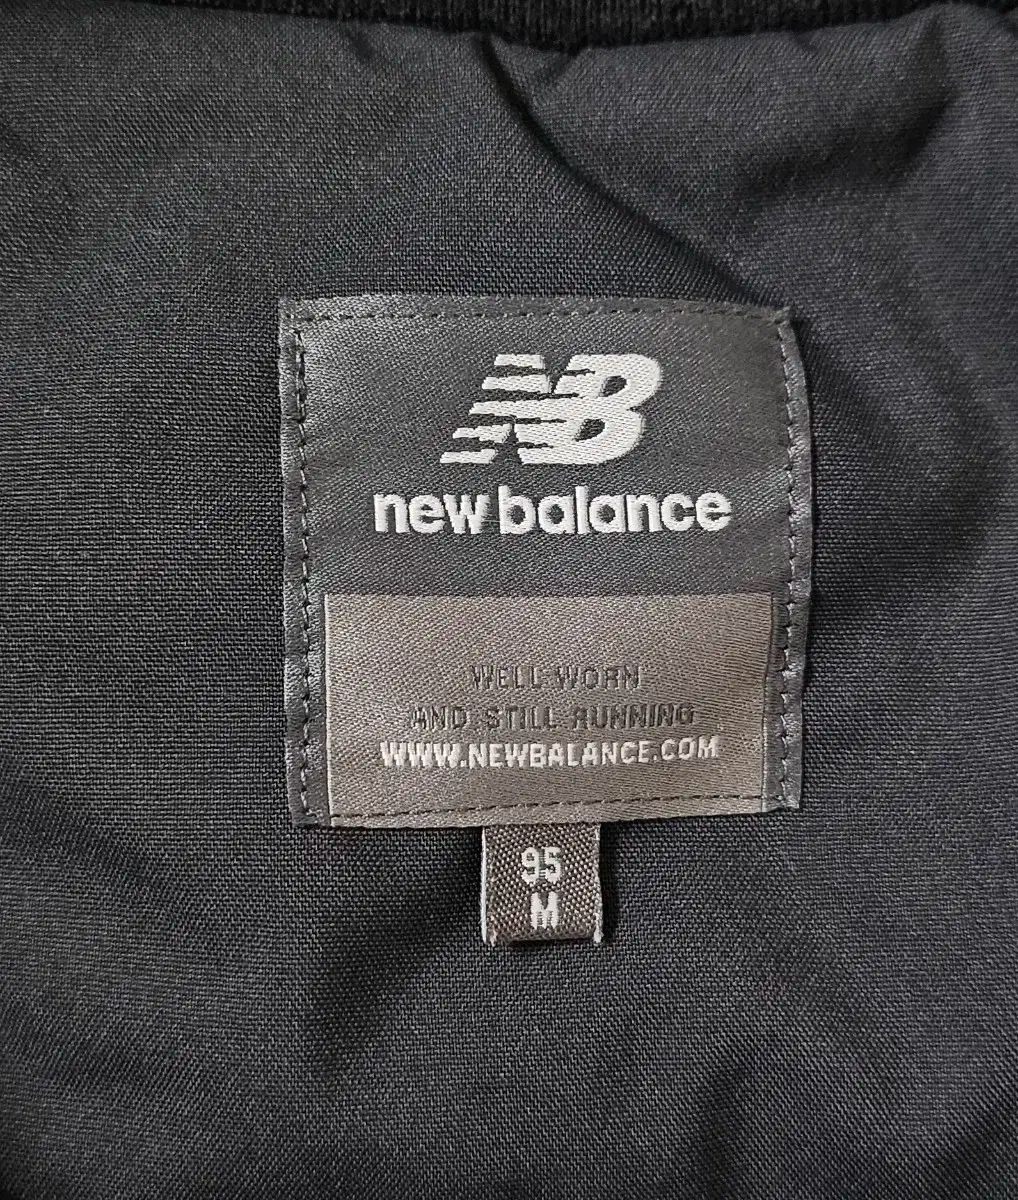 NB
new balance
WELL WORN
AND STILL RUNNING
WWW.NEWBALANCE.COM
95
M